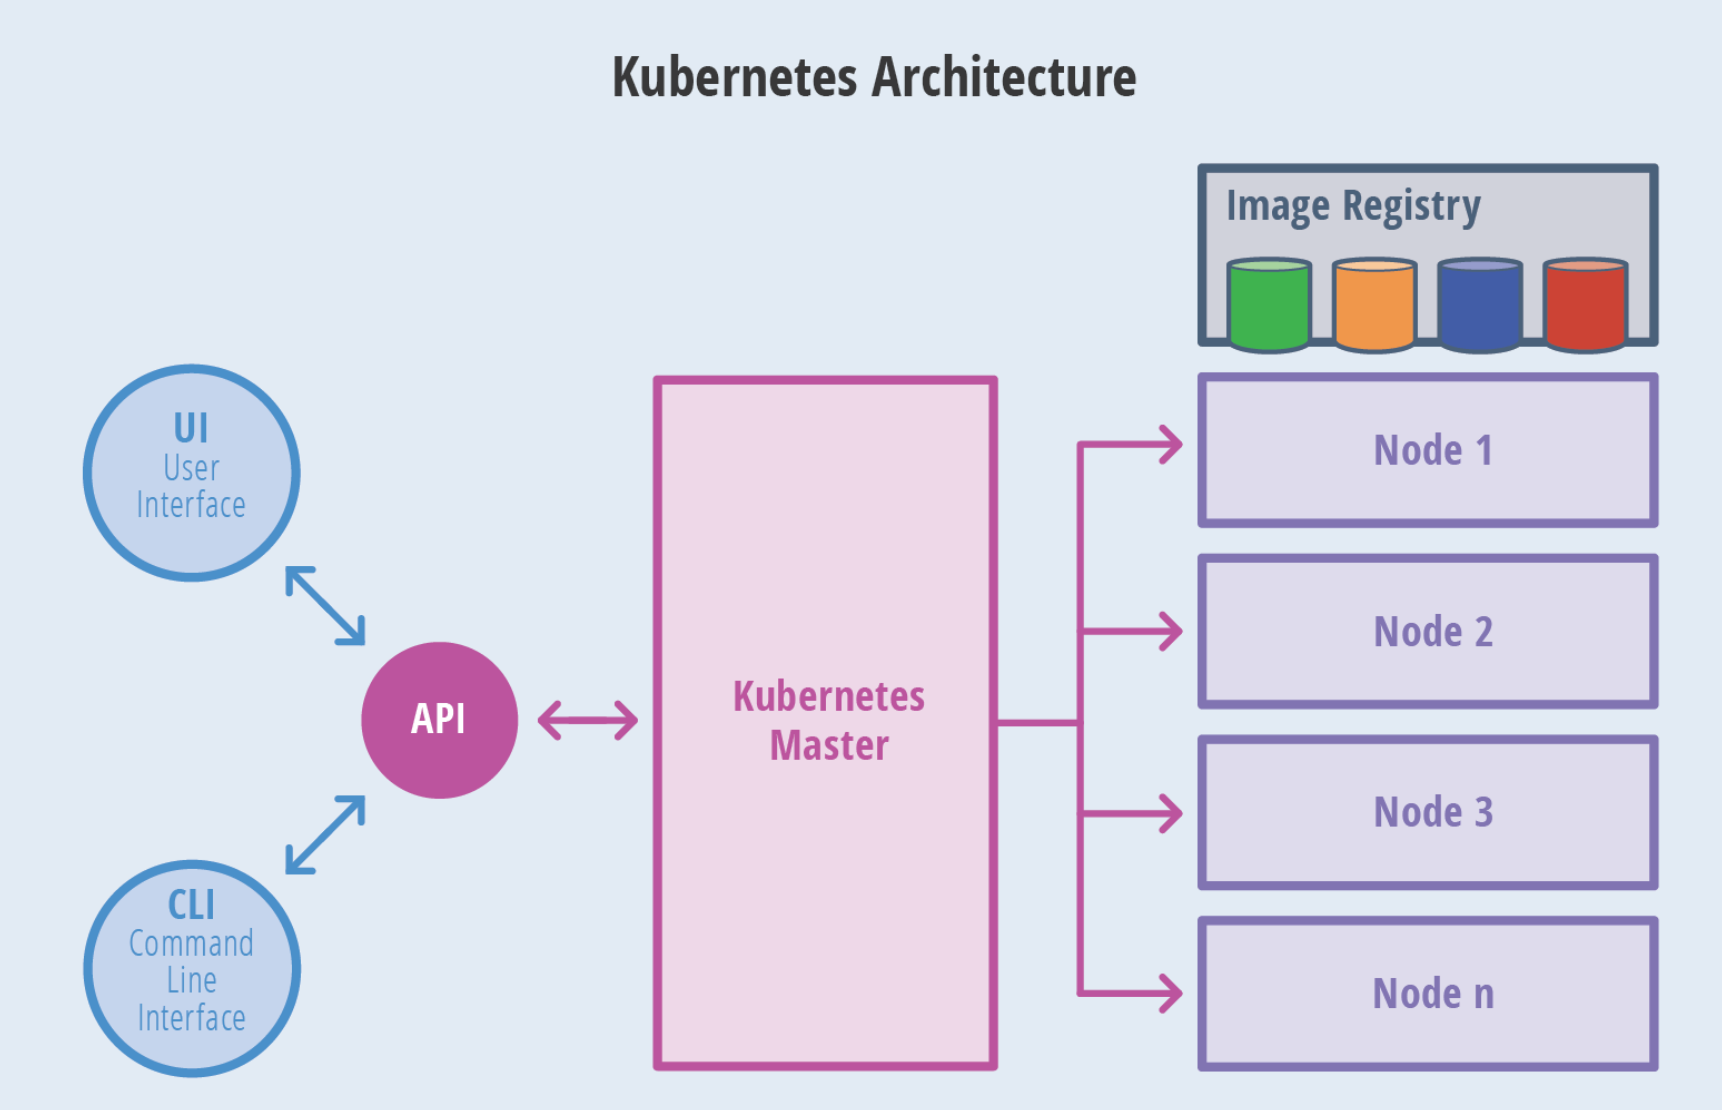 Kubernetes Architecture
Image Registry
UI
User
Interface
API
CLI
Command
Line
Interface
Kubernetes
Master
Node 1
Node 2
Node 3
Node n